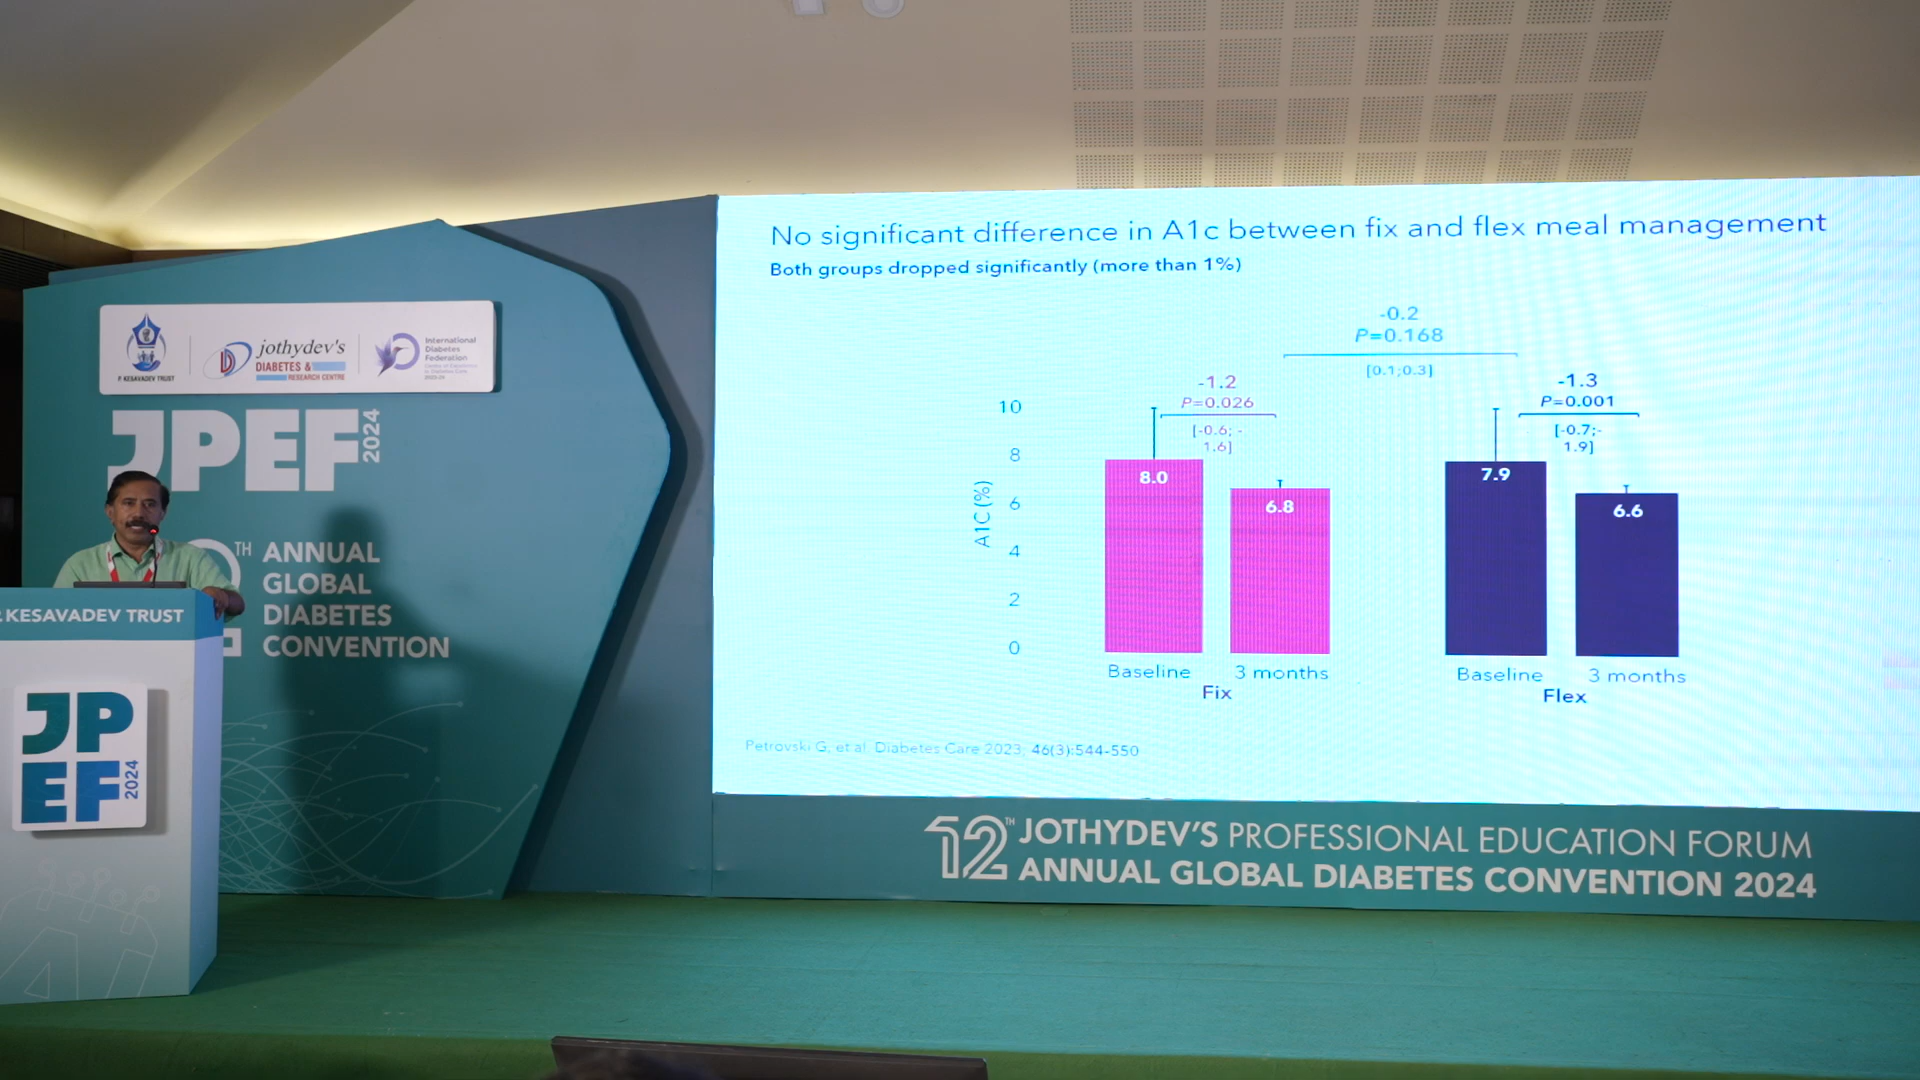 P. KESAVADEV TRUST
jothydev's
DIABETES &
RESEARCH CENTRE
International
Diabetes
Federation
JPEF 2024
TH ANNUAL
GLOBAL
DIABETES
CONVENTION
P. KESAVADEV TRUST
JP
EF 2024
No significant difference in A1c between fix and flex meal management
Both groups dropped significantly (more than 1%)
-0.2
P=0.168
[0.1;0.3]
-1.2
P=0.026
[-0.6; -
1.6]
-1.3
P=0.001
[-0.7;-
1.9]
A1C (%)
10
8
6
4
2
0
8.0
6.8
7.9
6.6
Baseline
3 months
Fix
Baseline
3 months
Flex
Petrovski G, et al. Diabetes Care 2023; 46(3):544-550
12TH JOTHYDEV'S PROFESSIONAL EDUCATION FORUM
ANNUAL GLOBAL DIABETES CONVENTION 2024